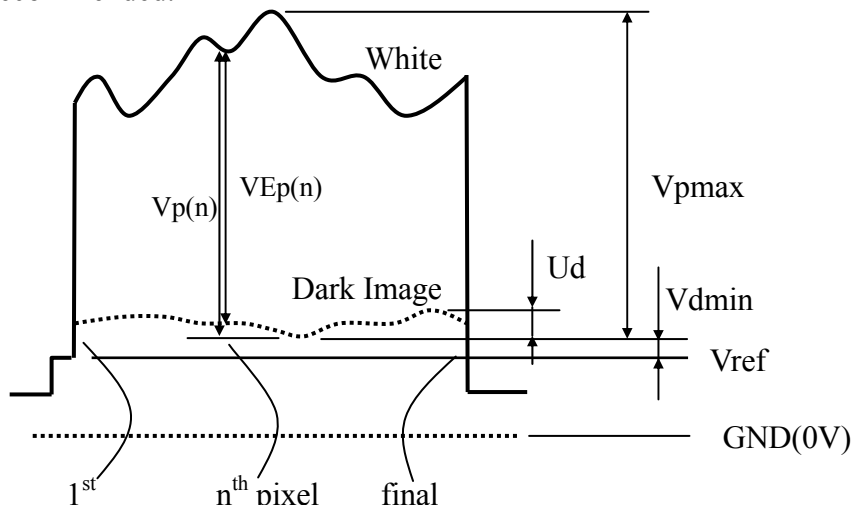 White
VEp(n)
Vp(n)
Vpmax
Ud
Dark Image
Vdmin
Vref
GND(0V)
1st
nth pixel
final